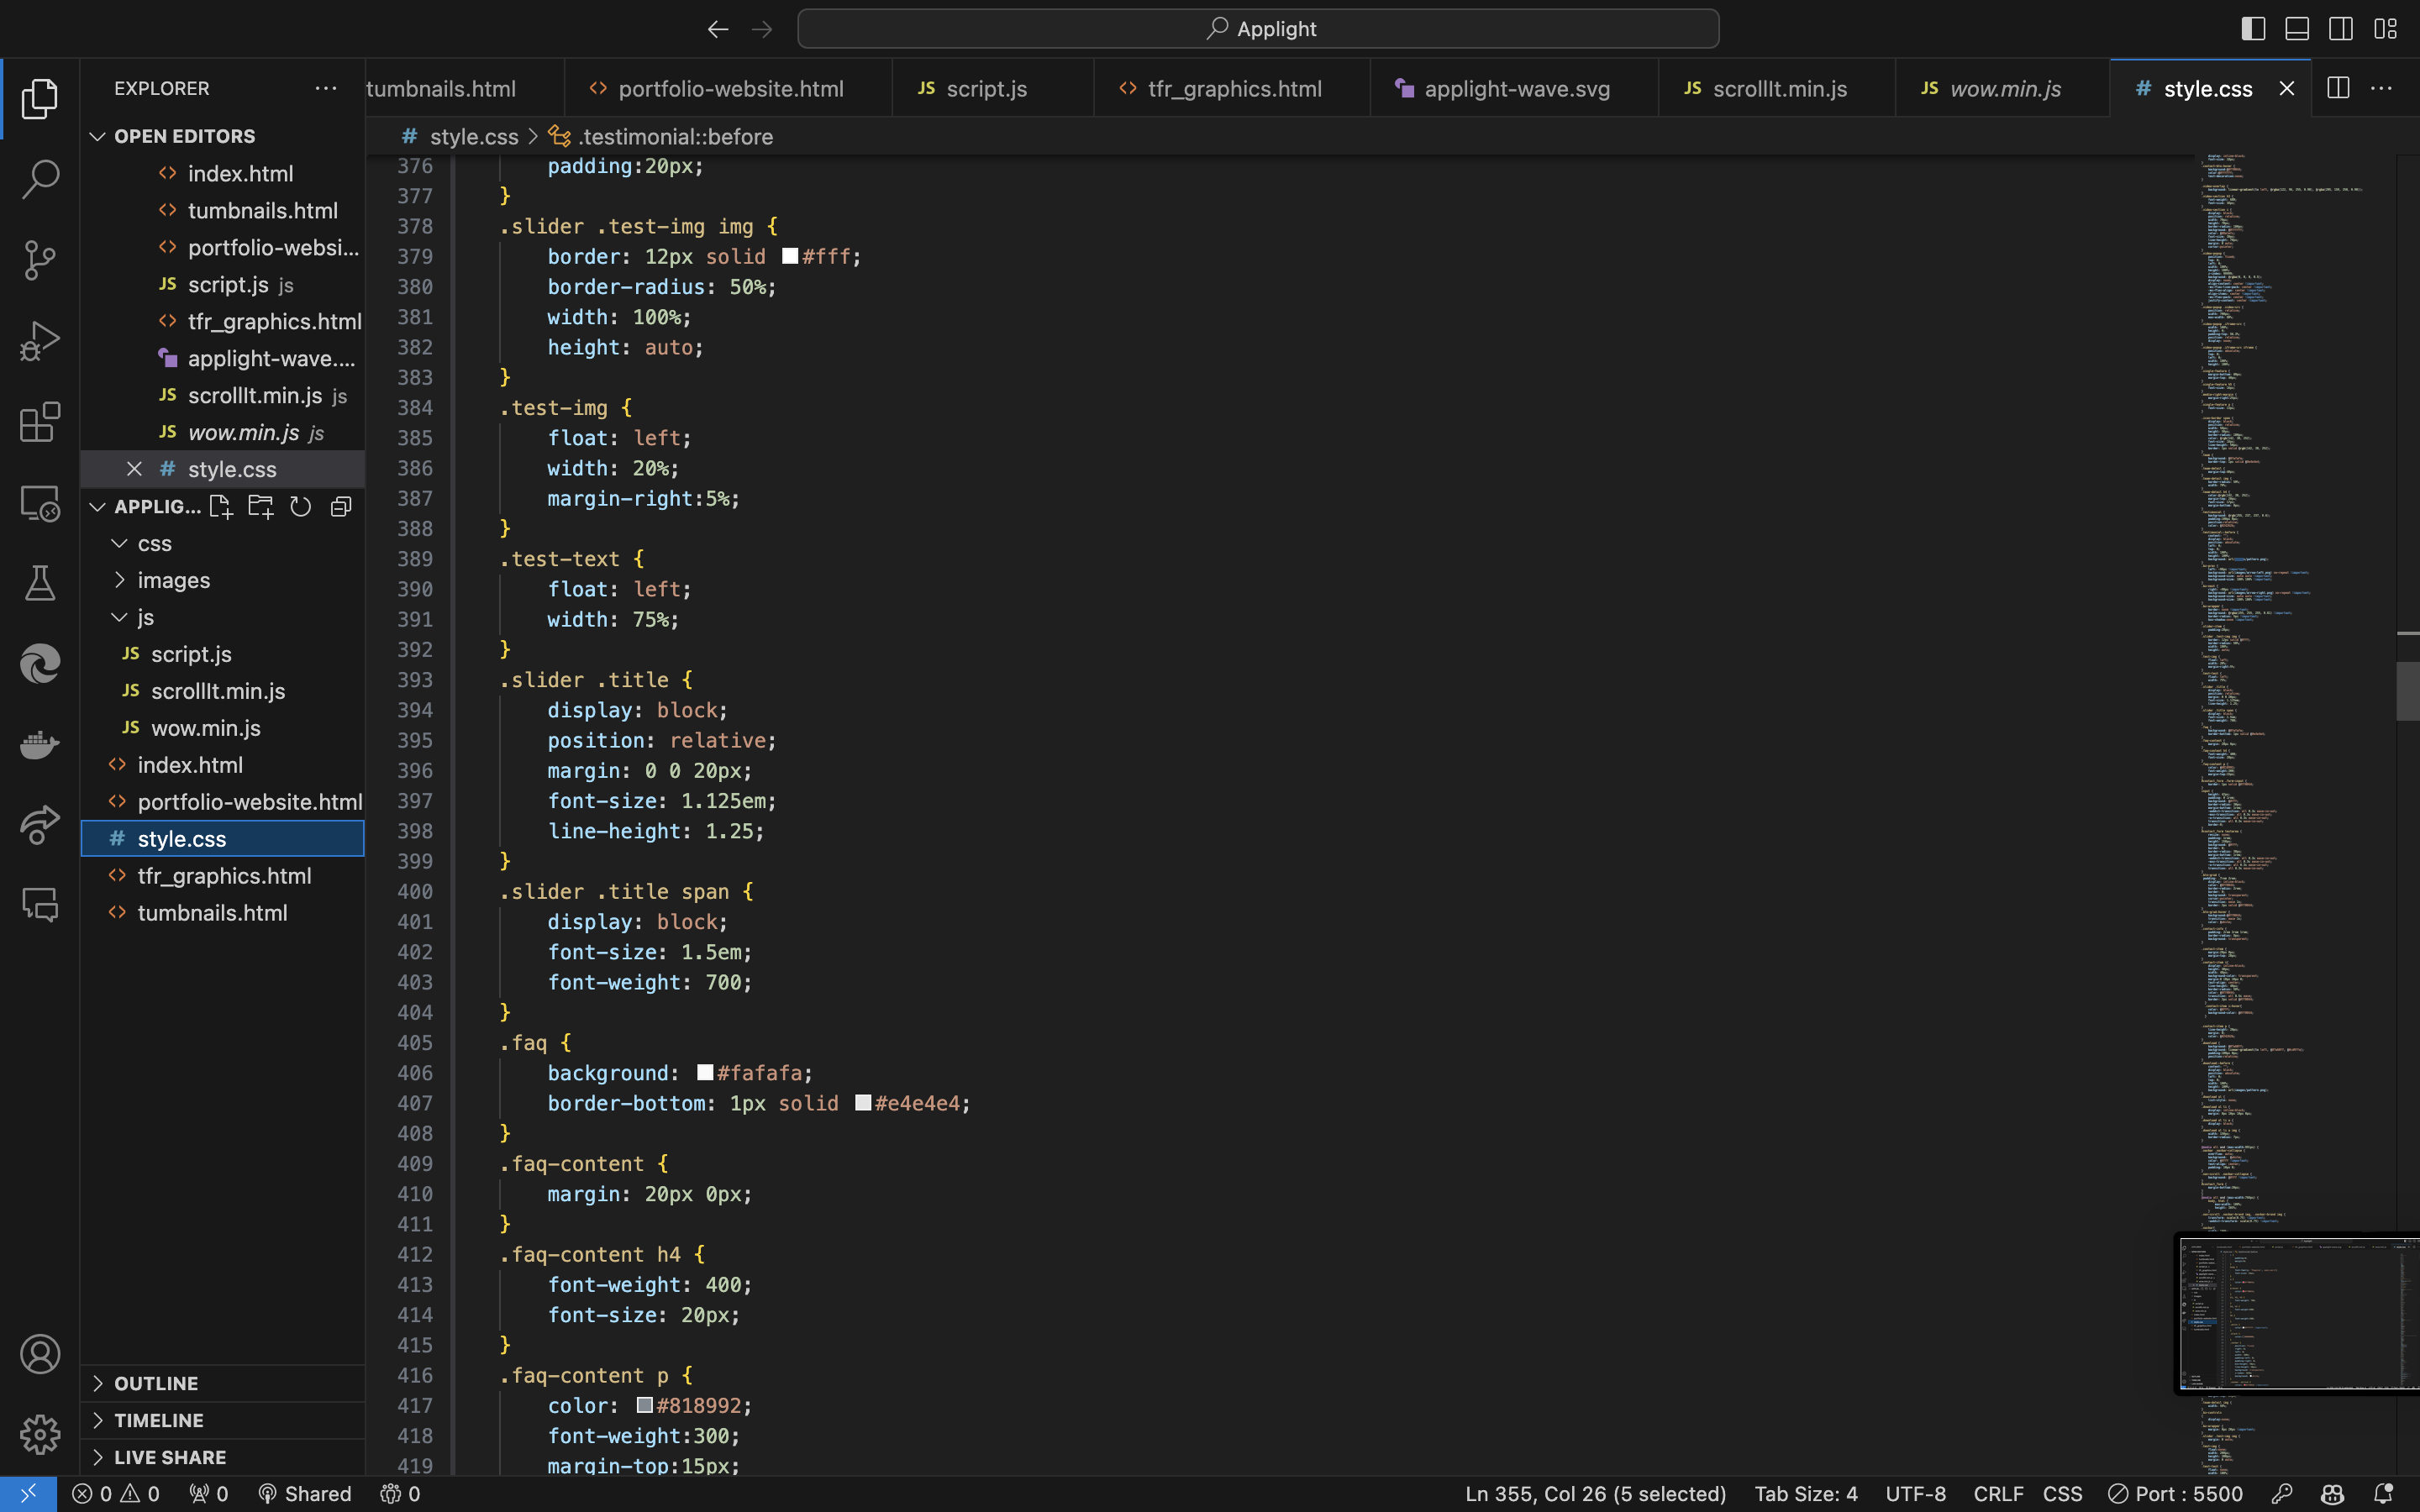 Applight
EXPLORER
OPEN EDITORS
index.html
tumbnails.html
portfolio-websi...
script.js js
tfr_graphics.html
applight-wave....
scrollIt.min.js js
wow.min.js js
style.css
APPLIG...
css
images
js
script.js
scrollIt.min.js
wow.min.js
index.html
portfolio-website.html
style.css
tfr_graphics.html
tumbnails.html
OUTLINE
TIMELINE
LIVE SHARE
tumbnails.html
portfolio-website.html
script.js
tfr_graphics.html
applight-wave.svg
scrollIt.min.js
wow.min.js
style.css
style.css > .testimonial::before
376 padding:20px;
377 }
378 .slider .test-img img {
379 border: 12px solid #fff;
380 border-radius: 50%;
381 width: 100%;
382 height: auto;
383 }
384 .test-img {
385 float: left;
386 width: 20%;
387 margin-right:5%;
388 }
389 .test-text {
390 float: left;
391 width: 75%;
392 }
393 .slider .title {
394 display: block;
395 position: relative;
396 margin: 0 0 20px;
397 font-size: 1.125em;
398 line-height: 1.25;
399 }
400 .slider .title span {
401 display: block;
402 font-size: 1.5em;
403 font-weight: 700;
404 }
405 .faq {
406 background: #fafafa;
407 border-bottom: 1px solid #e4e4e4;
408 }
409 .faq-content {
410 margin: 20px 0px;
411 }
412 .faq-content h4 {
413 font-weight: 400;
414 font-size: 20px;
415 }
416 .faq-content p {
417 color: #818992;
418 font-weight:300;
419 margin-top:15px;
0 0 0 Shared 0
Ln 355, Col 26 (5 selected) Tab Size: 4 UTF-8 CRLF CSS Port : 5500